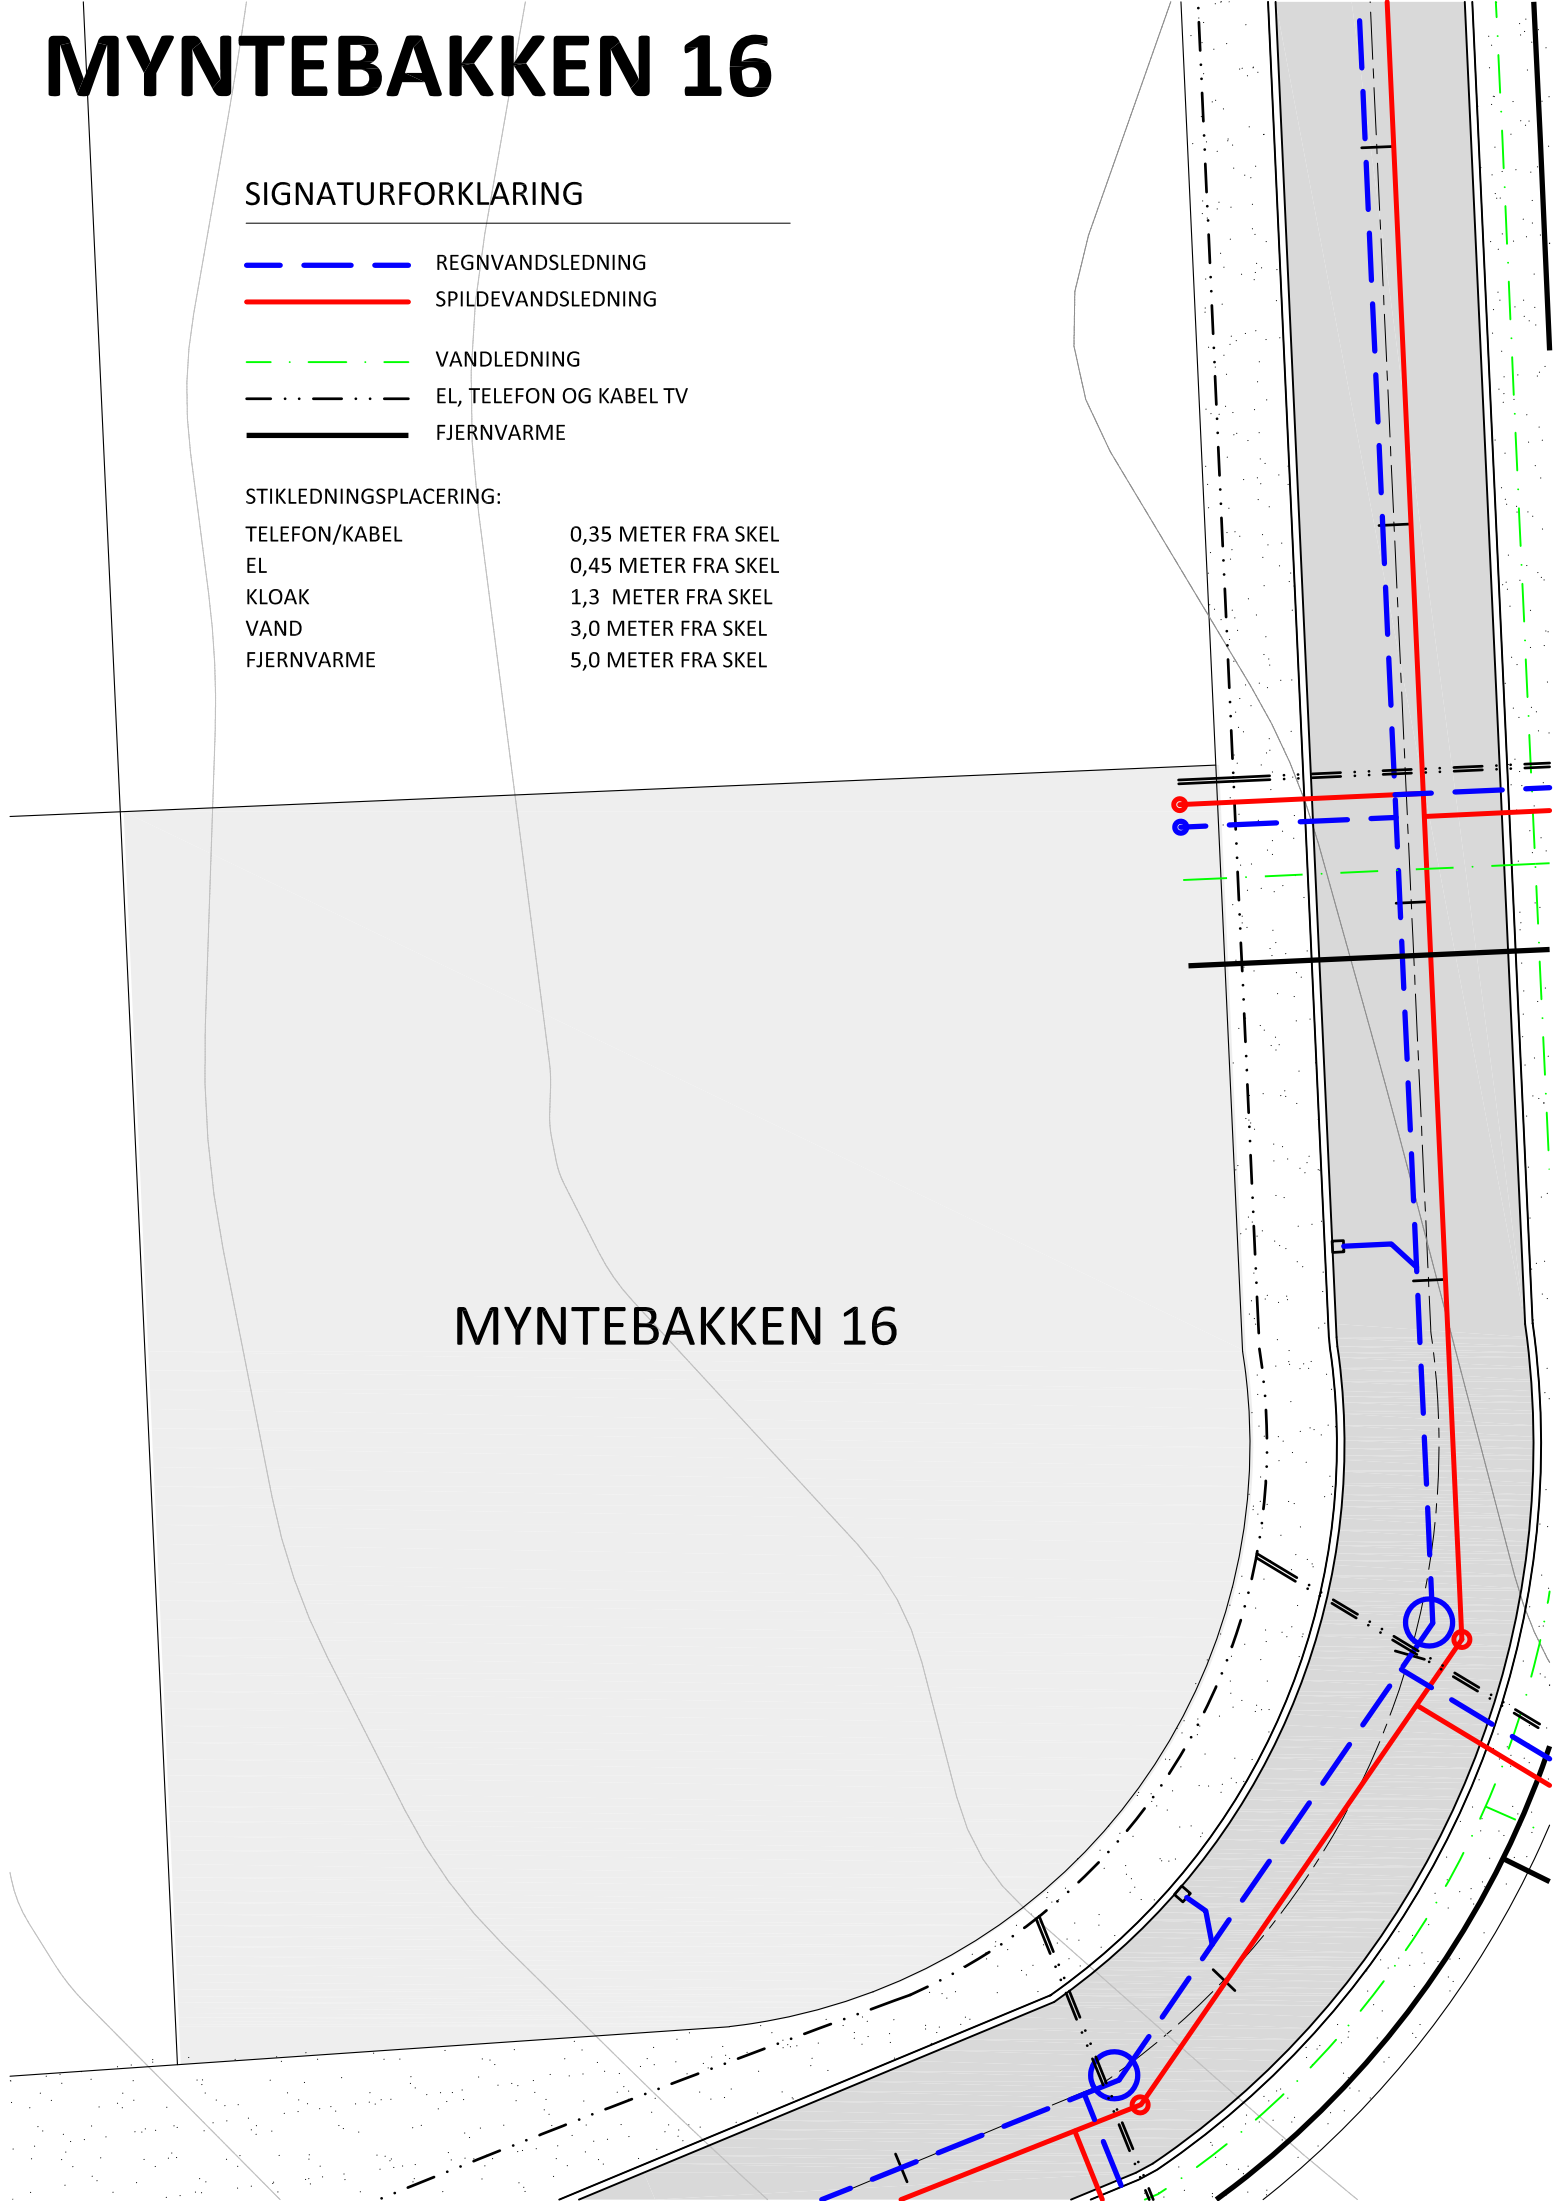 MYNTEBAKKEN 16
SIGNATURFORKLARING
REGNVANDSLEDNING
SPILDEVANDSLEDNING
VANDLEDNING
EL, TELEFON OG KABEL TV
FJERNVARME
STIKLEDNINGSPLACERING:
TELEFON/KABEL 0,35 METER FRA SKEL
EL 0,45 METER FRA SKEL
KLOAK 1,3 METER FRA SKEL
VAND 3,0 METER FRA SKEL
FJERNVARME 5,0 METER FRA SKEL
MYNTEBAKKEN 16